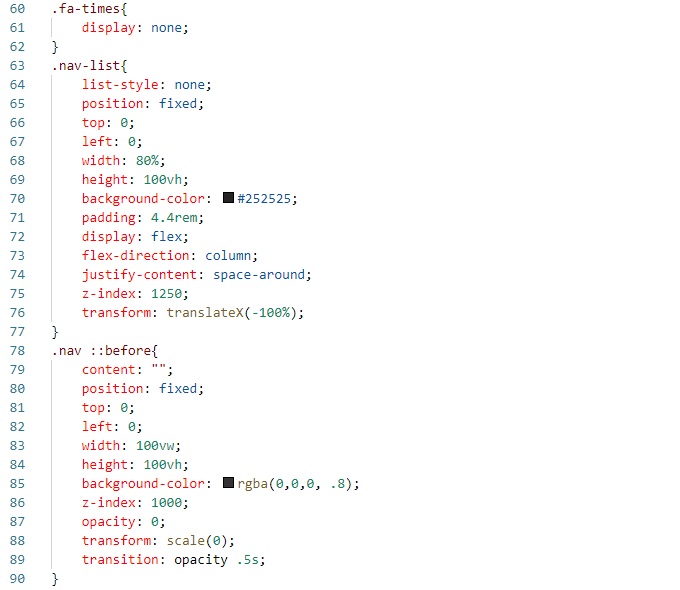 60 .fa-times{
61     display: none;
62 }
63 .nav-list{
64     list-style: none;
65     position: fixed;
66     top: 0;
67     left: 0;
68     width: 80%;
69     height: 100vh;
70     background-color: #252525;
71     padding: 4.4rem;
72     display: flex;
73     flex-direction: column;
74     justify-content: space-around;
75     z-index: 1250;
76     transform: translateX(-100%);
77 }
78 .nav ::before{
79     content: "";
80     position: fixed;
81     top: 0;
82     left: 0;
83     width: 100vw;
84     height: 100vh;
85     background-color: rgba(0,0,0, .8);
86     z-index: 1000;
87     opacity: 0;
88     transform: scale(0);
89     transition: opacity .5s;
90 }